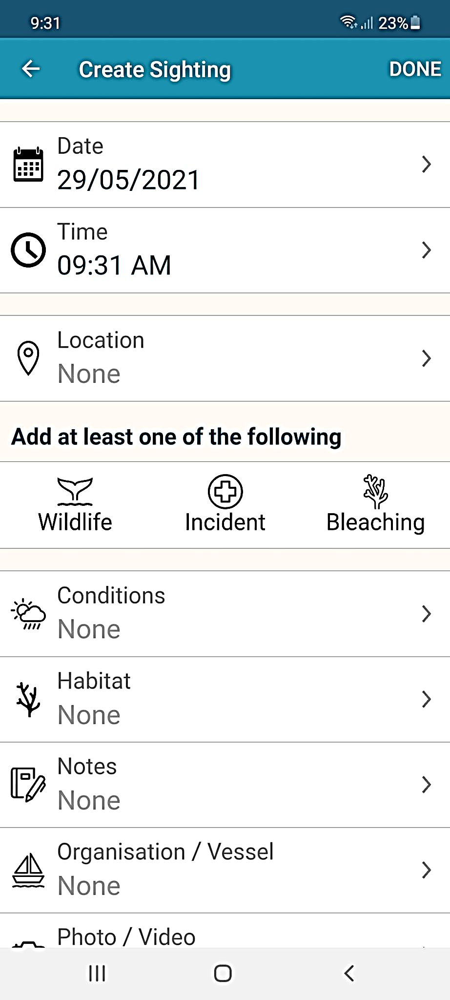 9:31
23%
Create Sighting
DONE
Date
29/05/2021
Time
09:31 AM
Location
None
Add at least one of the following
Wildlife
Incident
Bleaching
Conditions
None
Habitat
None
Notes
None
Organisation / Vessel
None
Photo / Video